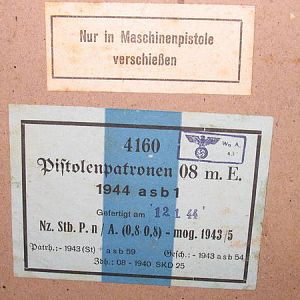 Nur in Maschinenpistole
verschießen
4160
Pistolenpatronen 08 m. E.
1944 asb 1
Gefertigt am 12 1. 44
Nz. Stb. P. n / A. (0,8·0,8) - mog. 1943/5
Patrh.: - 1943 (St) - asb 59 Gesch.: - 1943 asb 54
Zdh.: 08 - 1940 SKD 25